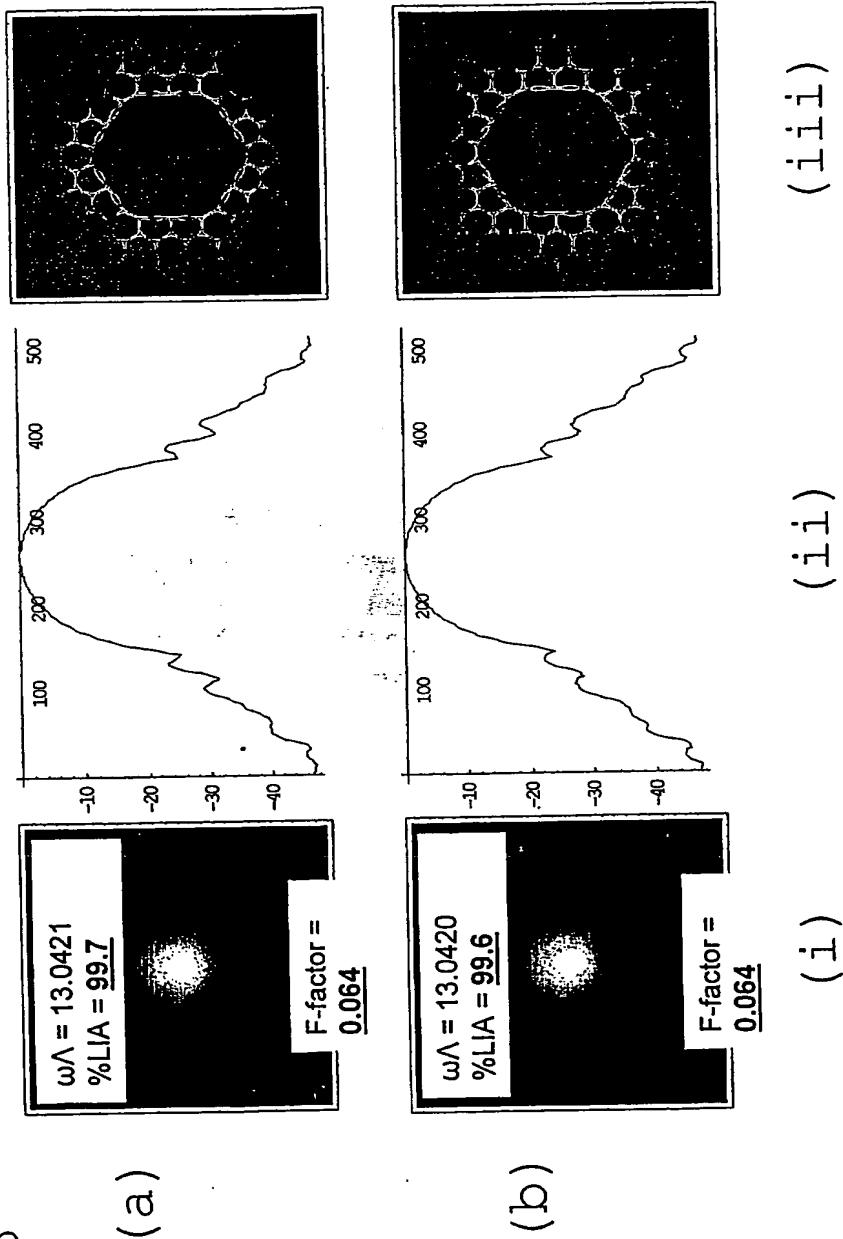 (a)
ωΛ = 13.0421
%LIA = 99.7
F-factor =
0.064
-10
-20
-30
-40
100
200
300
400
500
(b)
ωΛ = 13.0420
%LIA = 99.6
F-factor =
0.064
-10
-20
-30
-40
100
200
300
400
500
(i)
(ii)
(iii)